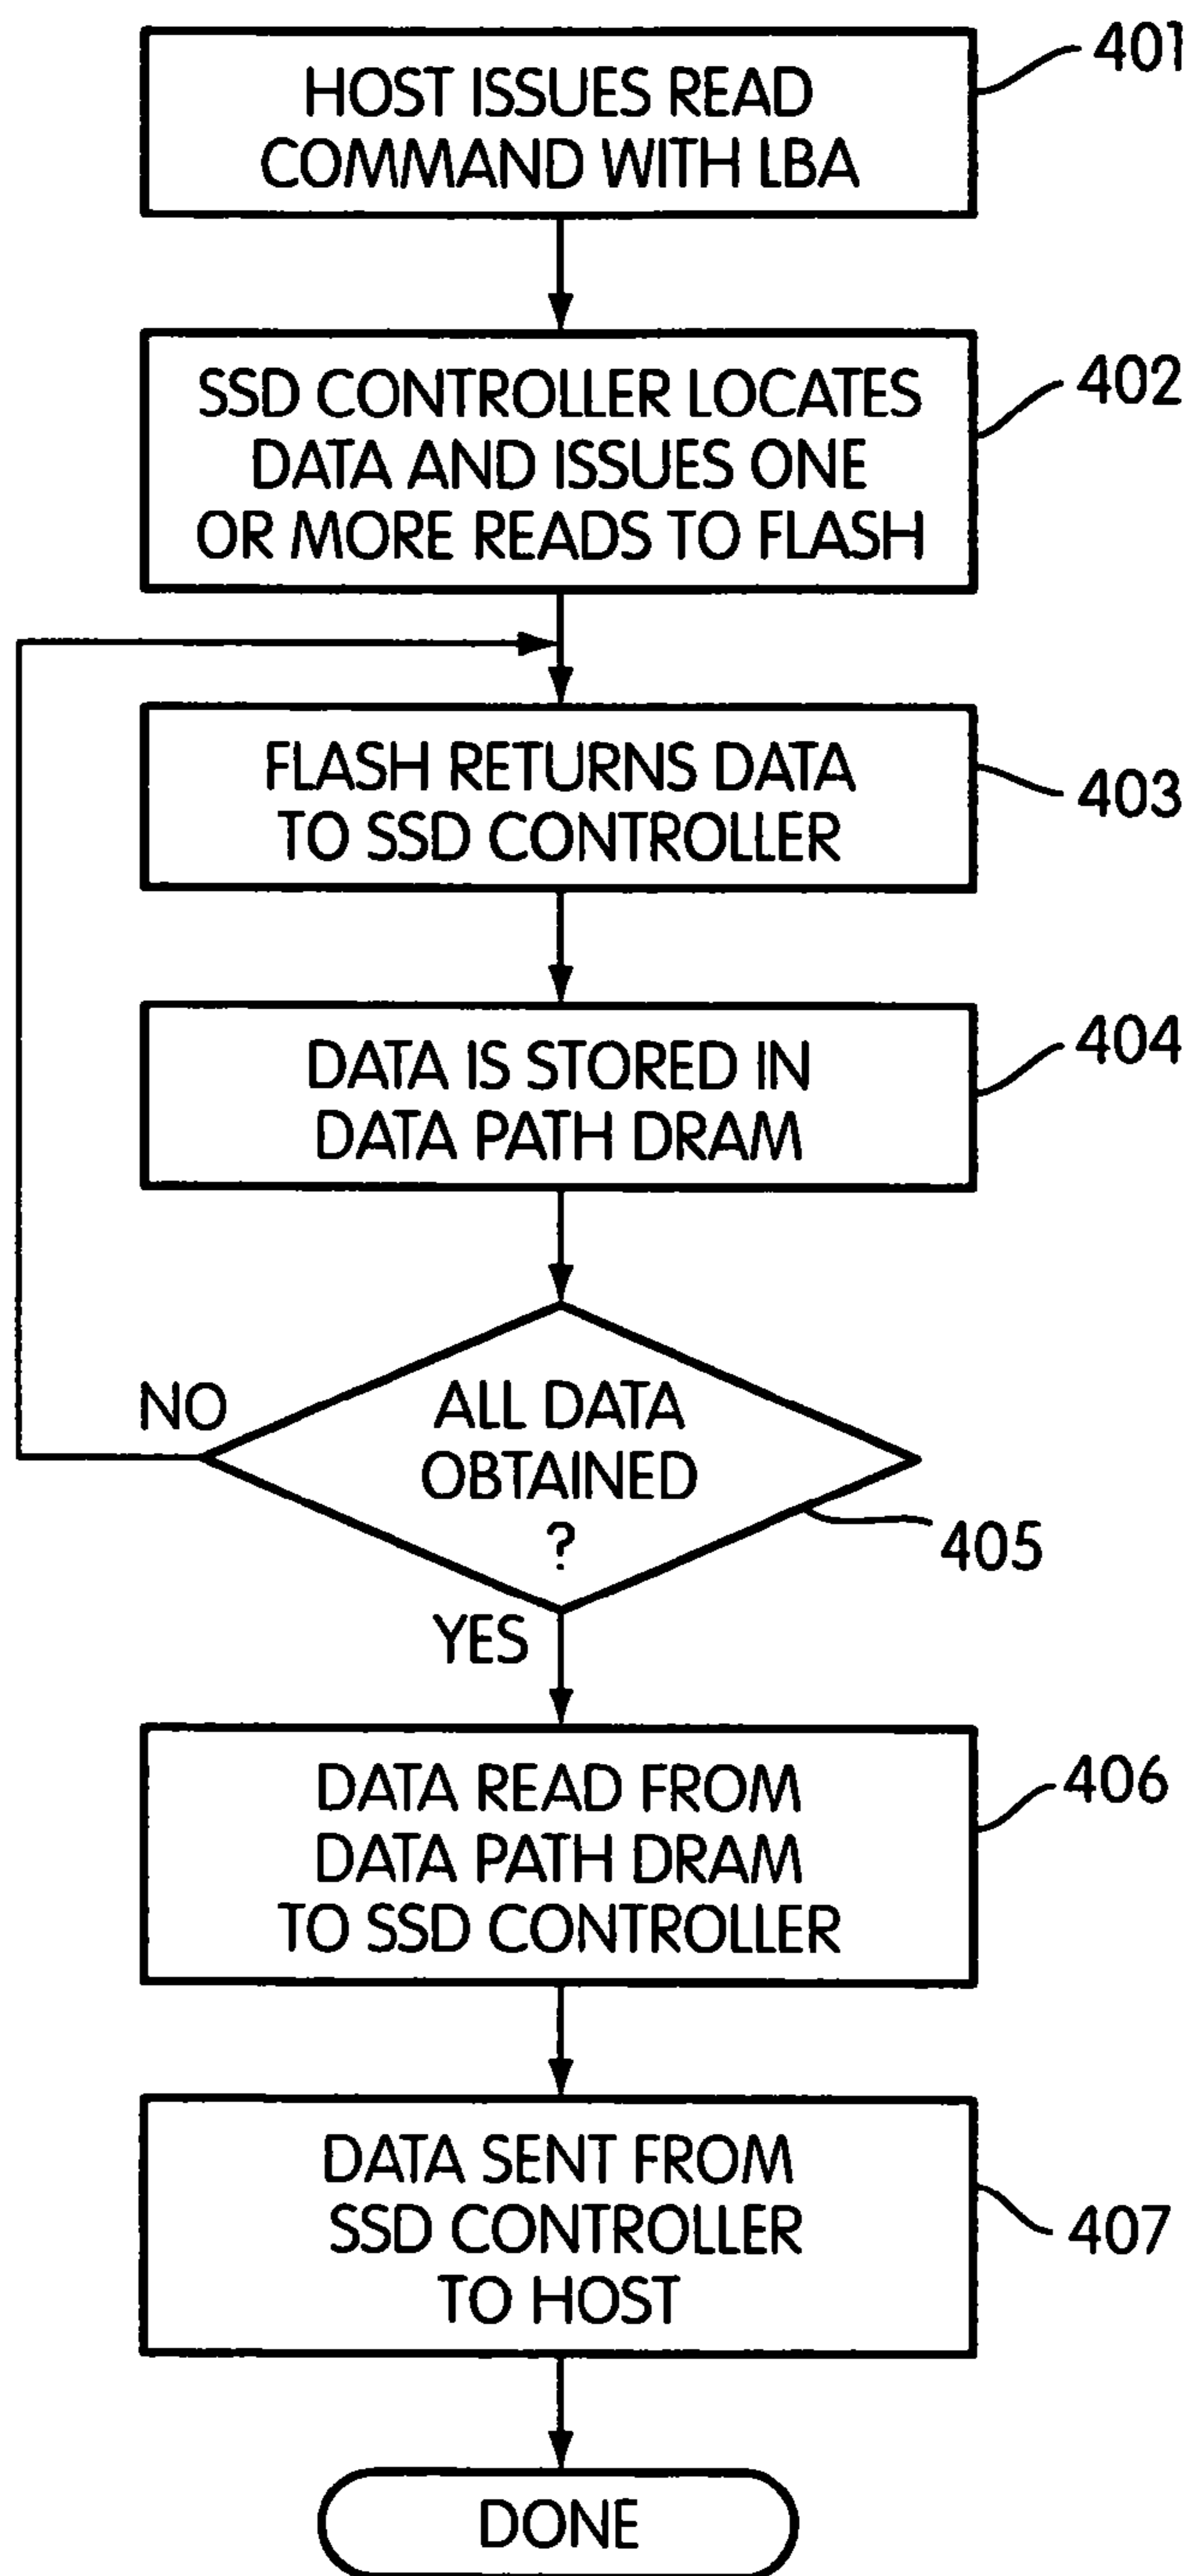 HOST ISSUES READ
COMMAND WITH LBA
401
SSD CONTROLLER LOCATES
DATA AND ISSUES ONE
OR MORE READS TO FLASH
402
FLASH RETURNS DATA
TO SSD CONTROLLER
403
DATA IS STORED IN
DATA PATH DRAM
404
NO
ALL DATA
OBTAINED
?
405
YES
DATA READ FROM
DATA PATH DRAM
TO SSD CONTROLLER
406
DATA SENT FROM
SSD CONTROLLER
TO HOST
407
DONE